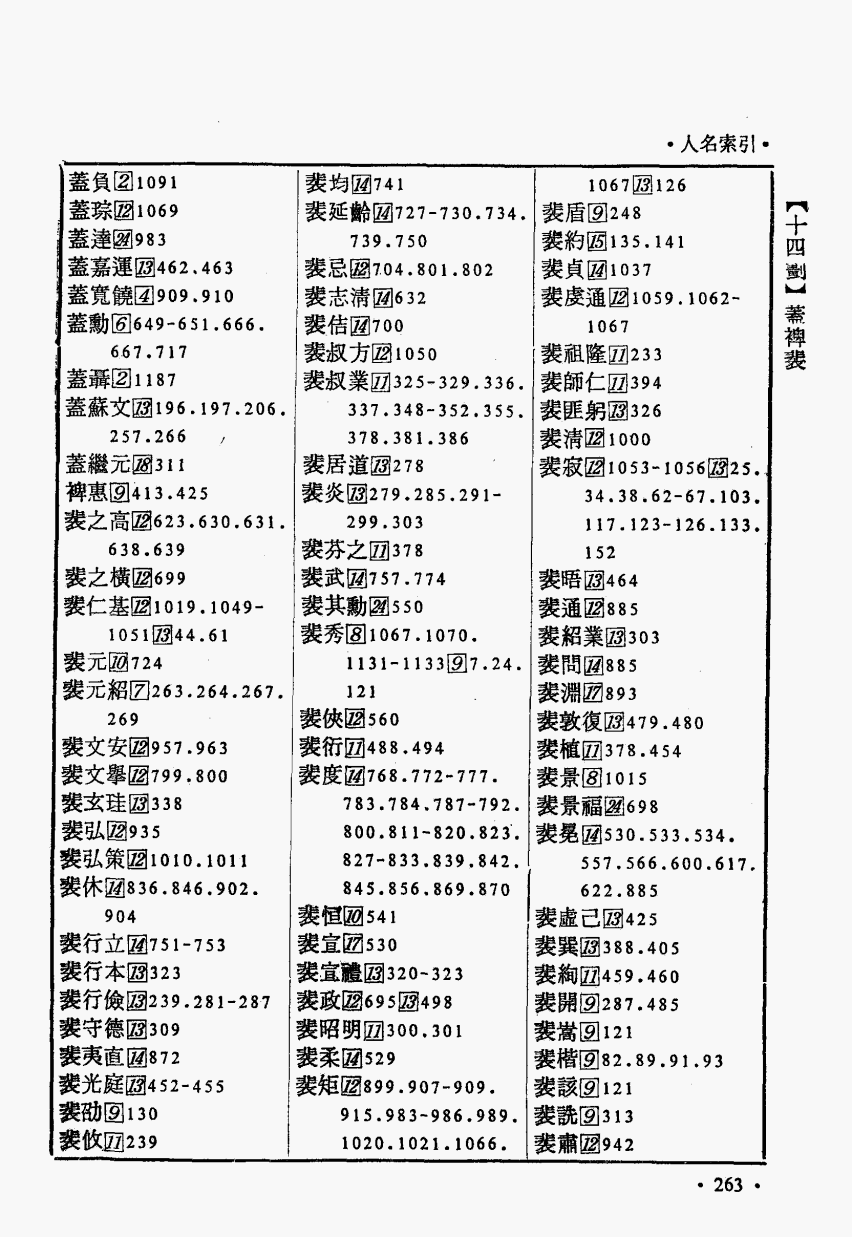 ·人名索引·
【十四劃】蓋裨裴
蓋負[2]1091
蓋琮[12]1069
蓋達[24]983
蓋嘉運[13]462.463
蓋寬饒[4]909.910
蓋勳[6]649-651.666.
667.717
蓋聶[2]1187
蓋蘇文[13]196.197.206.
257.266
蓋繼元[18]311
裨惠[9]413.425
裴之高[12]623.630.631.
638.639
裴之橫[12]699
裴仁基[12]1019.1049-
1051[13]44.61
裴元[10]724
裴元紹[7]263.264.267.
269
裴文安[12]957.963
裴文舉[12]799.800
裴玄珪[13]338
裴弘[12]935
裴弘策[12]1010.1011
裴休[14]836.846.902.
904
裴行立[14]751-753
裴行本[13]323
裴行儉[13]239.281-287
裴守德[13]309
裴夷直[14]872
裴光庭[13]452-455
裴劭[9]130
裴攸[11]239
裴均[14]741
裴延齡[14]727-730.734.
739.750
裴忌[12]704.801.802
裴志清[14]632
裴佶[14]700
裴叔方[12]1050
裴叔業[11]325-329.336.
337.348-352.355.
378.381.386
裴居道[13]278
裴炎[13]279.285.291-
299.303
裴芬之[11]378
裴武[14]757.774
裴其勳[24]550
裴秀[8]1067.1070.
1131-1133[9]7.24.
121
裴俠[12]560
裴衍[11]488.494
裴度[14]768.772-777.
783.784.787-792.
800.811-820.823.
827-833.839.842.
845.856.869.870
裴恒[10]541
裴宣[17]530
裴宣禮[13]320-323
裴政[12]695[13]498
裴昭明[11]300.301
裴柔[14]529
裴矩[12]899.907-909.
915.983-986.989.
1020.1021.1066.
1067[13]126
裴盾[9]248
裴約[15]135.141
裴貞[14]1037
裴虔通[12]1059.1062-
1067
裴祖隆[11]233
裴師仁[11]394
裴匪躬[13]326
裴清[12]1000
裴寂[12]1053-1056[13]25.
34.38.62-67.103.
117.123-126.133.
152
裴晤[13]464
裴通[12]885
裴紹業[13]303
裴問[14]885
裴淵[17]893
裴敦復[13]479.480
裴植[11]378.454
裴景[8]1015
裴景福[24]698
裴冕[14]530.533.534.
557.566.600.617.
622.885
裴虛己[13]425
裴巽[13]388.405
裴絢[11]459.460
裴開[9]287.485
裴嵩[9]121
裴楷[9]82.89.91.93
裴該[9]121
裴詵[9]313
裴肅[12]942
·263·